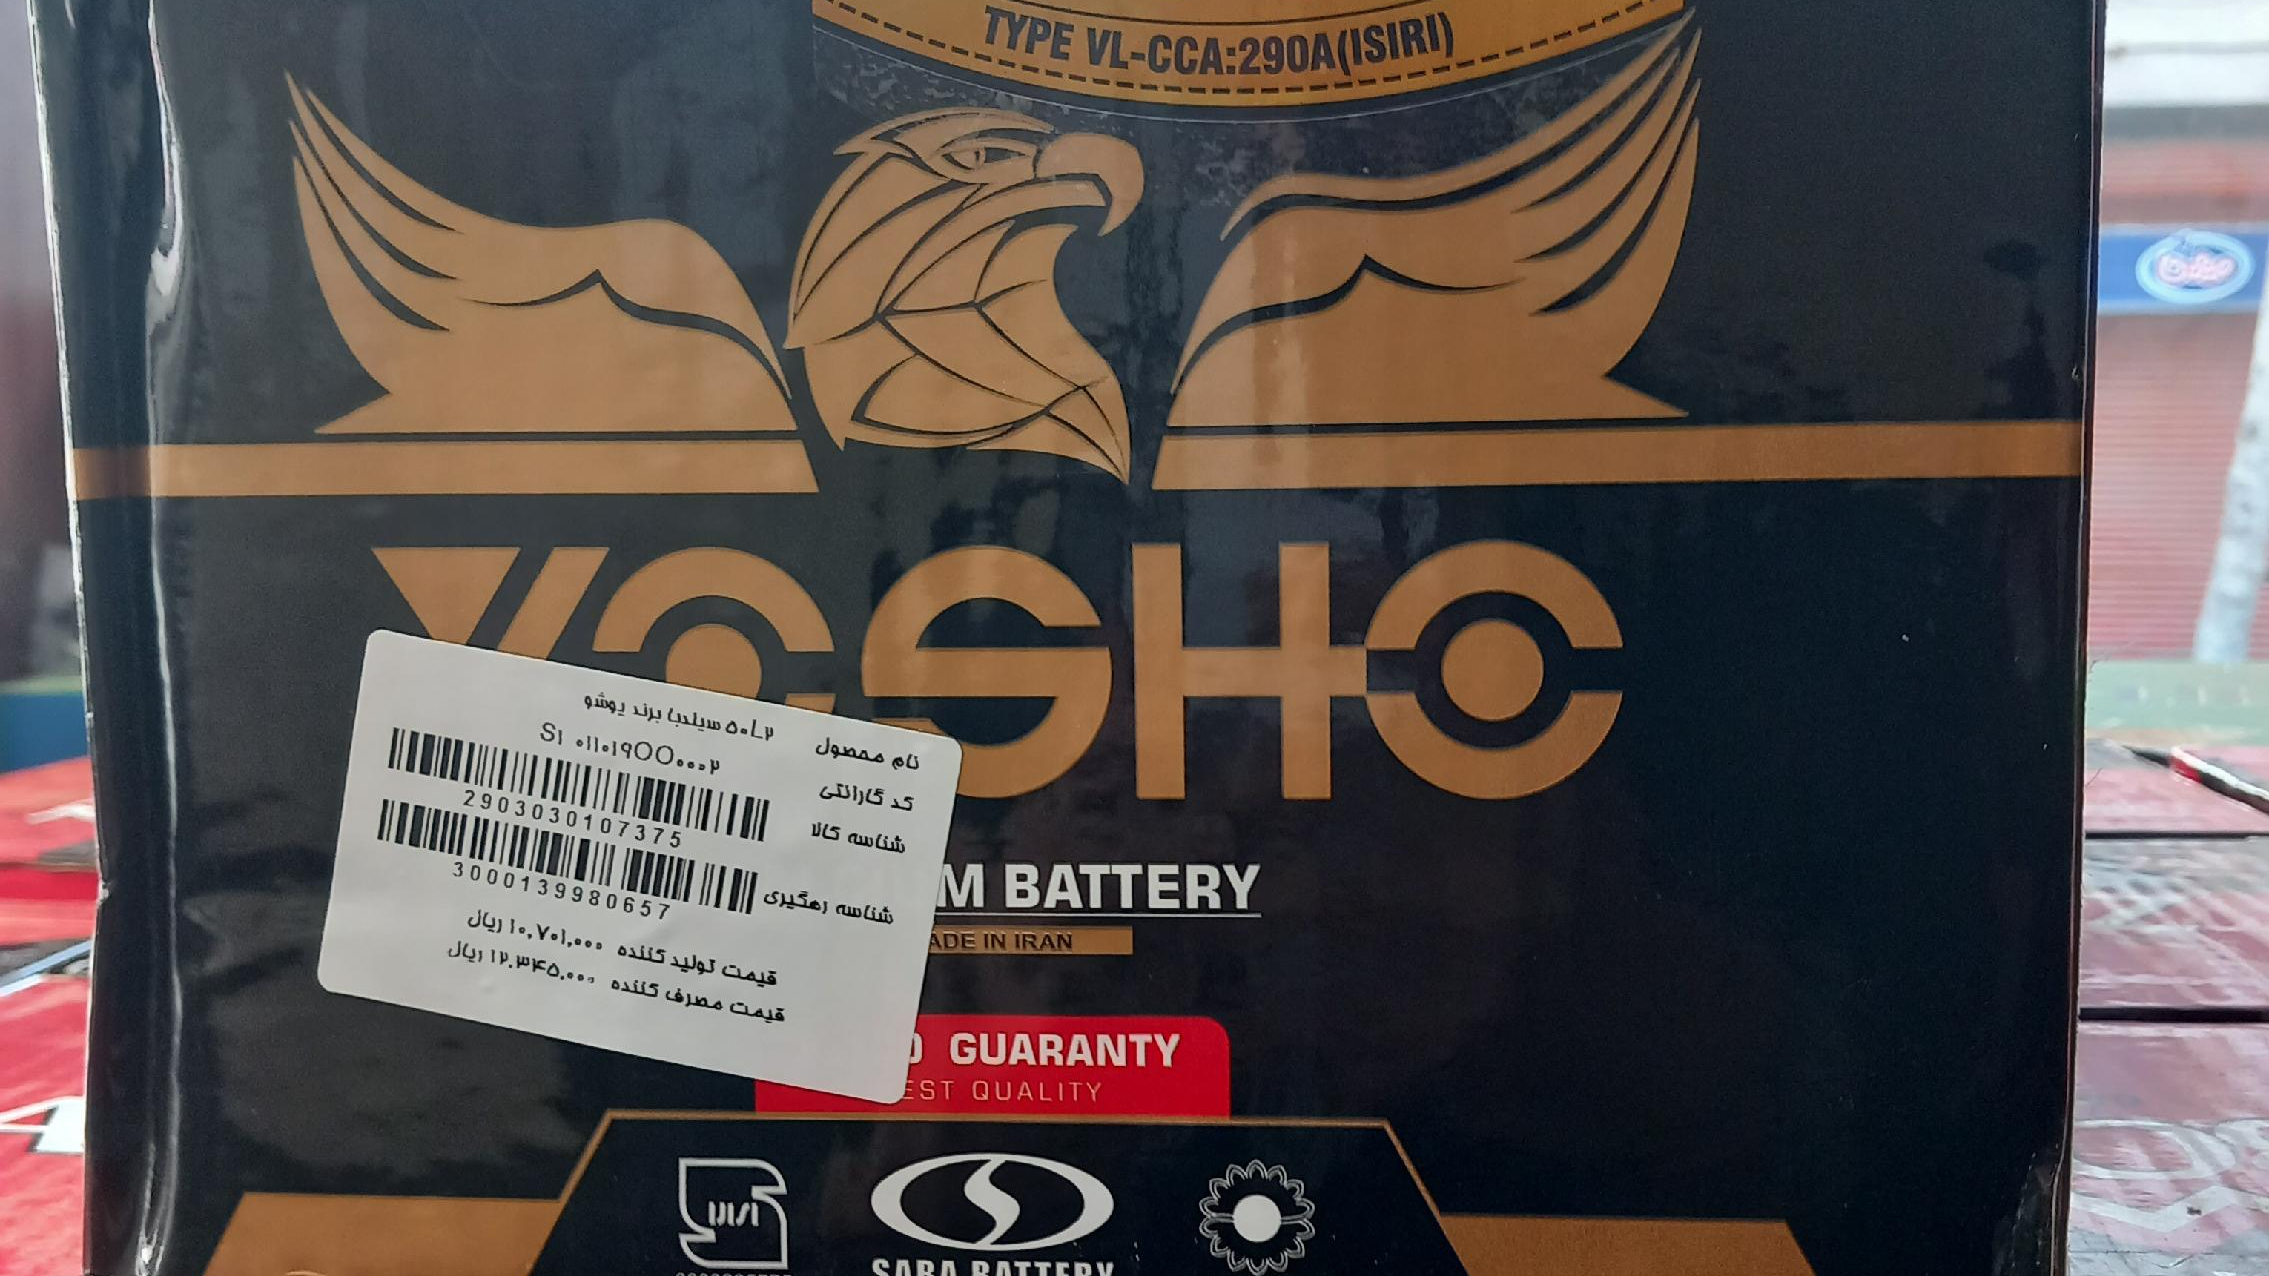 TYPE VL-CCA:290A(ISIRI)
YOSHO
نام محصول ۵۰L۲ سیلدبا برند یوشو
کد گارانتی S۱ ۰۱۱۰۱۹OO۰۰۰۲
شناسه کالا
2903030107375
شناسه رهگیری
3000139980657
قیمت تولید کننده ۱۰,۷۰۱,۰۰۰ ریال
قیمت مصرف کننده ۱۲,۳۴۵,۰۰۰ ریال
M BATTERY
ADE IN IRAN
GUARANTY
EST QUALITY
SABA BATTERY